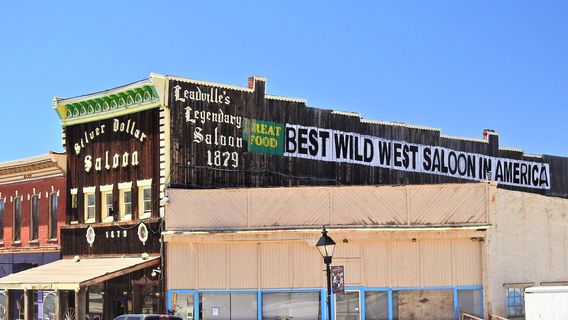 Silver Dollar
Saloon
1879
Leadville's
Legendary
Saloon
1879
GREAT
FOOD
BEST WILD WEST SALOON IN AMERICA